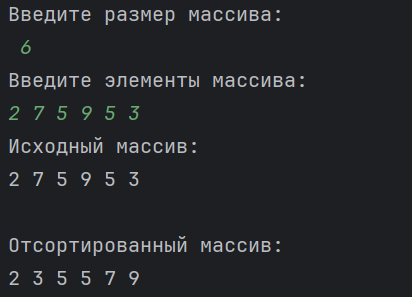 Введите размер массива:
6
Введите элементы массива:
2 7 5 9 5 3
Исходный массив:
2 7 5 9 5 3
Отсортированный массив:
2 3 5 5 7 9